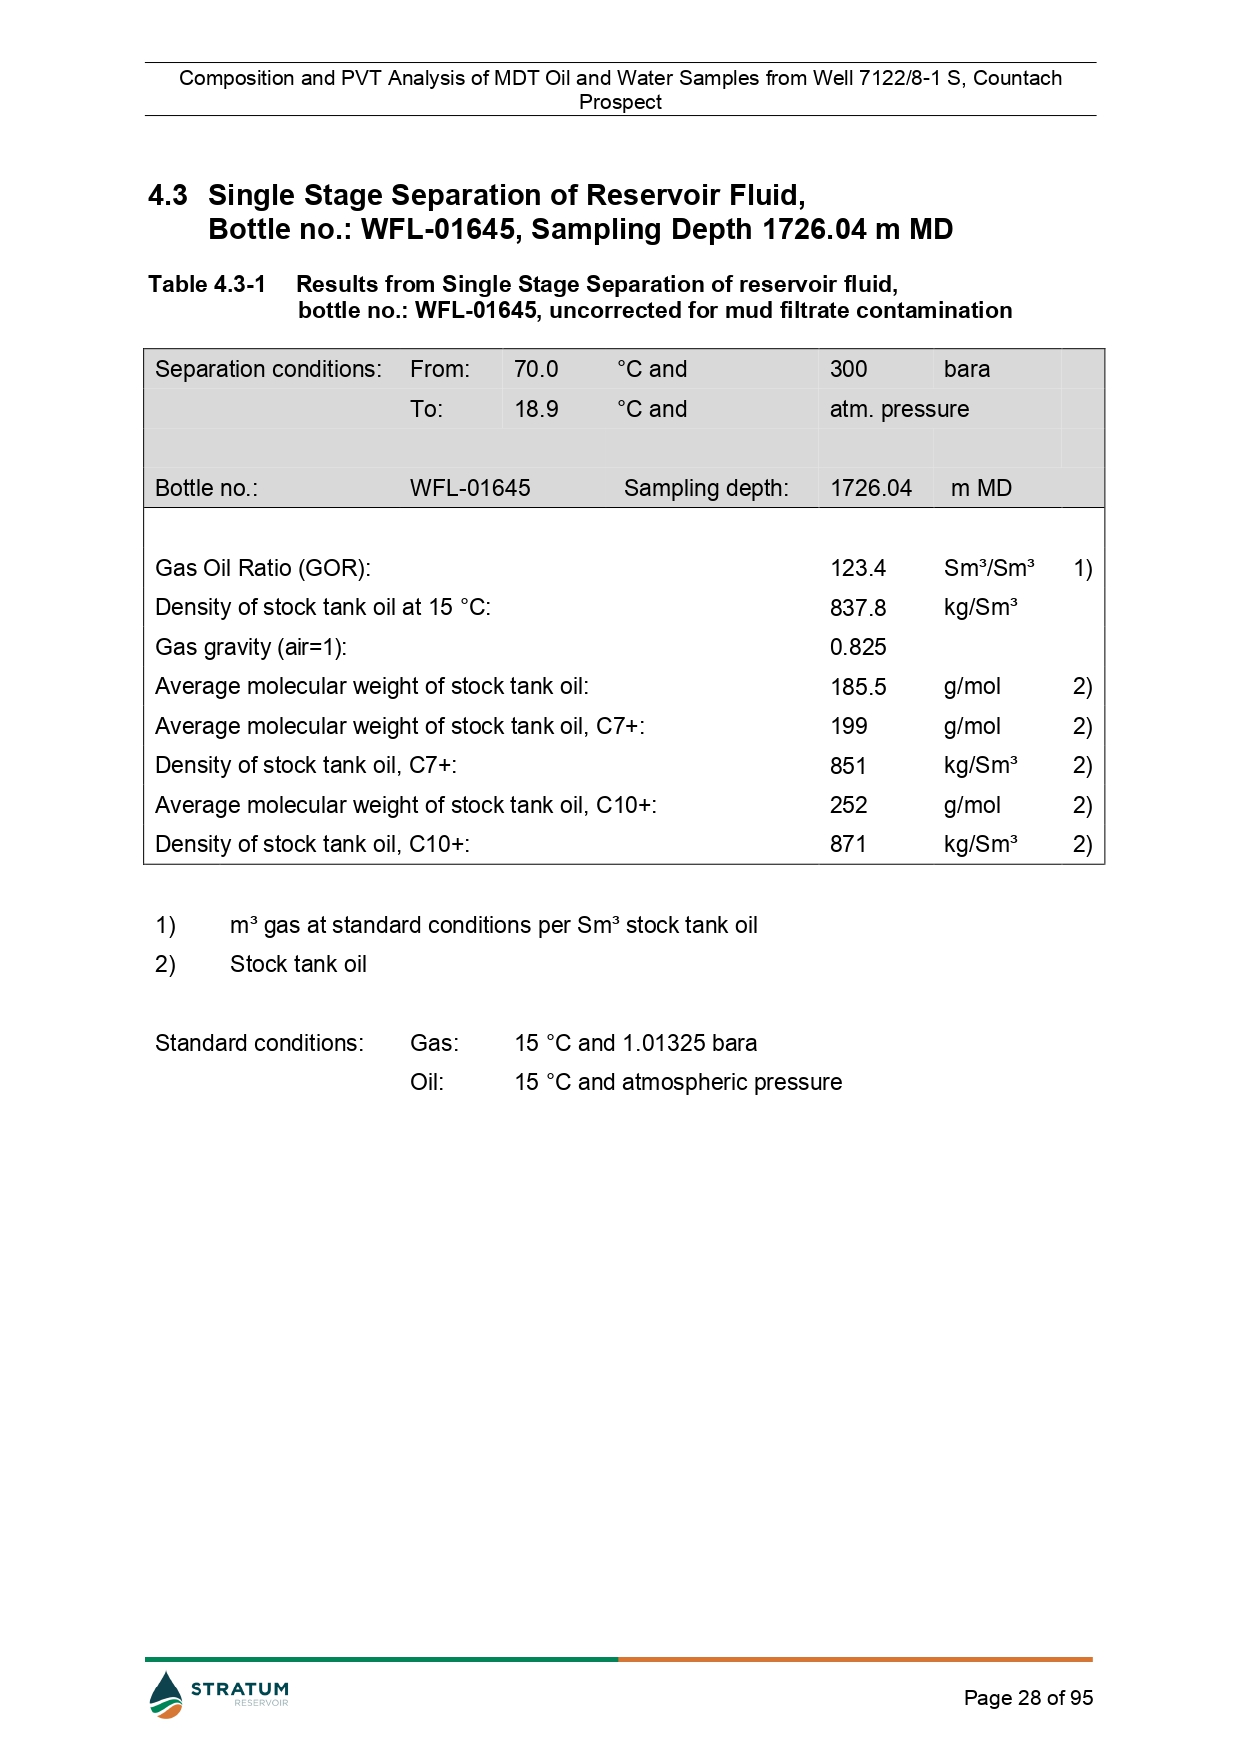 Composition and PVT Analysis of MDT Oil and Water Samples from Well 7122/8-1 S, Countach
Prospect
4.3 Single Stage Separation of Reservoir Fluid,
Bottle no.: WFL-01645, Sampling Depth 1726.04 m MD
Table 4.3-1 Results from Single Stage Separation of reservoir fluid,
bottle no.: WFL-01645, uncorrected for mud filtrate contamination
Separation conditions: From: 70.0 °C and 300 bara
To: 18.9 °C and atm. pressure
Bottle no.: WFL-01645 Sampling depth: 1726.04 m MD
Gas Oil Ratio (GOR): 123.4 Sm³/Sm³ 1)
Density of stock tank oil at 15 °C: 837.8 kg/Sm³
Gas gravity (air=1): 0.825
Average molecular weight of stock tank oil: 185.5 g/mol 2)
Average molecular weight of stock tank oil, C7+: 199 g/mol 2)
Density of stock tank oil, C7+: 851 kg/Sm³ 2)
Average molecular weight of stock tank oil, C10+: 252 g/mol 2)
Density of stock tank oil, C10+: 871 kg/Sm³ 2)
1) m³ gas at standard conditions per Sm³ stock tank oil
2) Stock tank oil
Standard conditions: Gas: 15 °C and 1.01325 bara
Oil: 15 °C and atmospheric pressure
STRATUM
RESERVOIR
Page 28 of 95